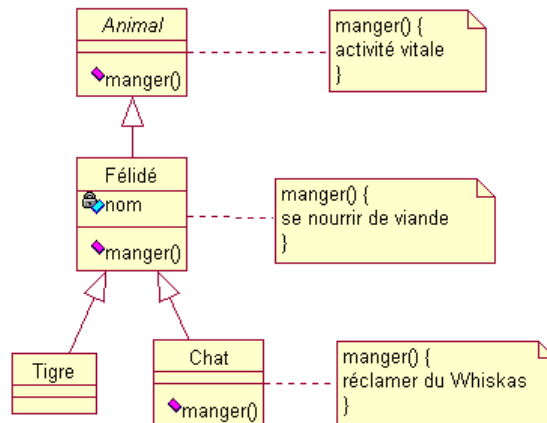 Animal
manger()
manger() {
activité vitale
}
Félidé
nom
manger()
manger() {
se nourrir de viande
}
Tigre
Chat
manger()
manger() {
réclamer du Whiskas
}